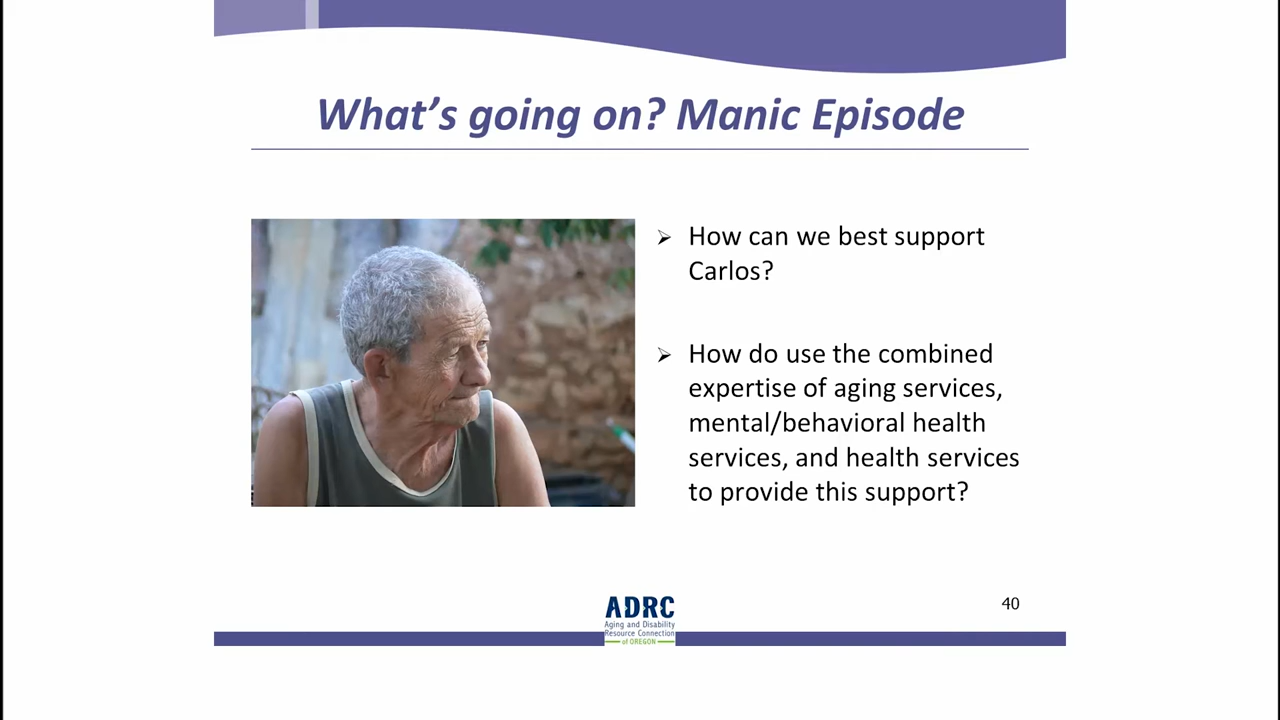 What's going on? Manic Episode
How can we best support
Carlos?
How do use the combined
expertise of aging services,
mental/behavioral health
services, and health services
to provide this support?
40
ADRC
Aging and Disability
Resource Connection
of OREGON